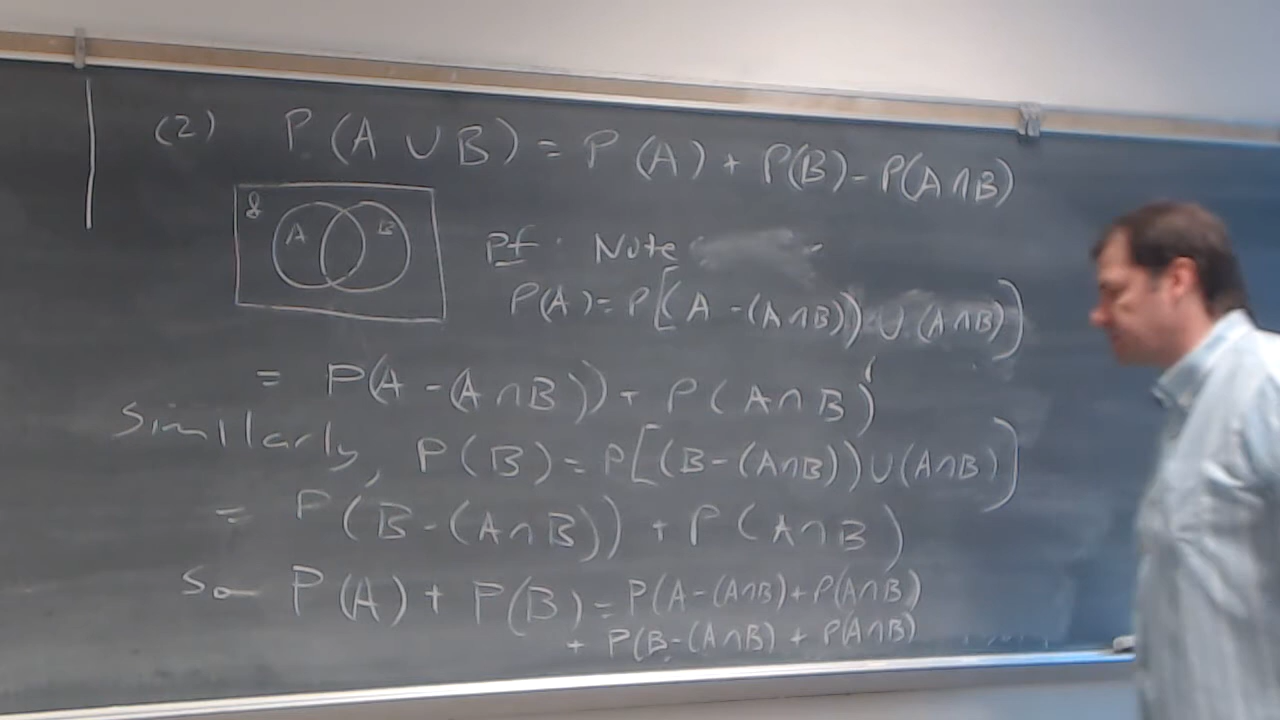 (2) P(A ∪ B) = P(A) + P(B) - P(A ∩ B)
A B
Pf: Note
P(A) = P[(A - (A∩B)) ∪ (A∩B)]
= P(A - (A∩B)) + P(A∩B)
Similarly, P(B) = P[(B-(A∩B)) ∪ (A∩B)]
= P(B - (A∩B)) + P(A∩B)
So P(A) + P(B) = P(A-(A∩B) + P(A∩B)
+ P(B-(A∩B) + P(A∩B)